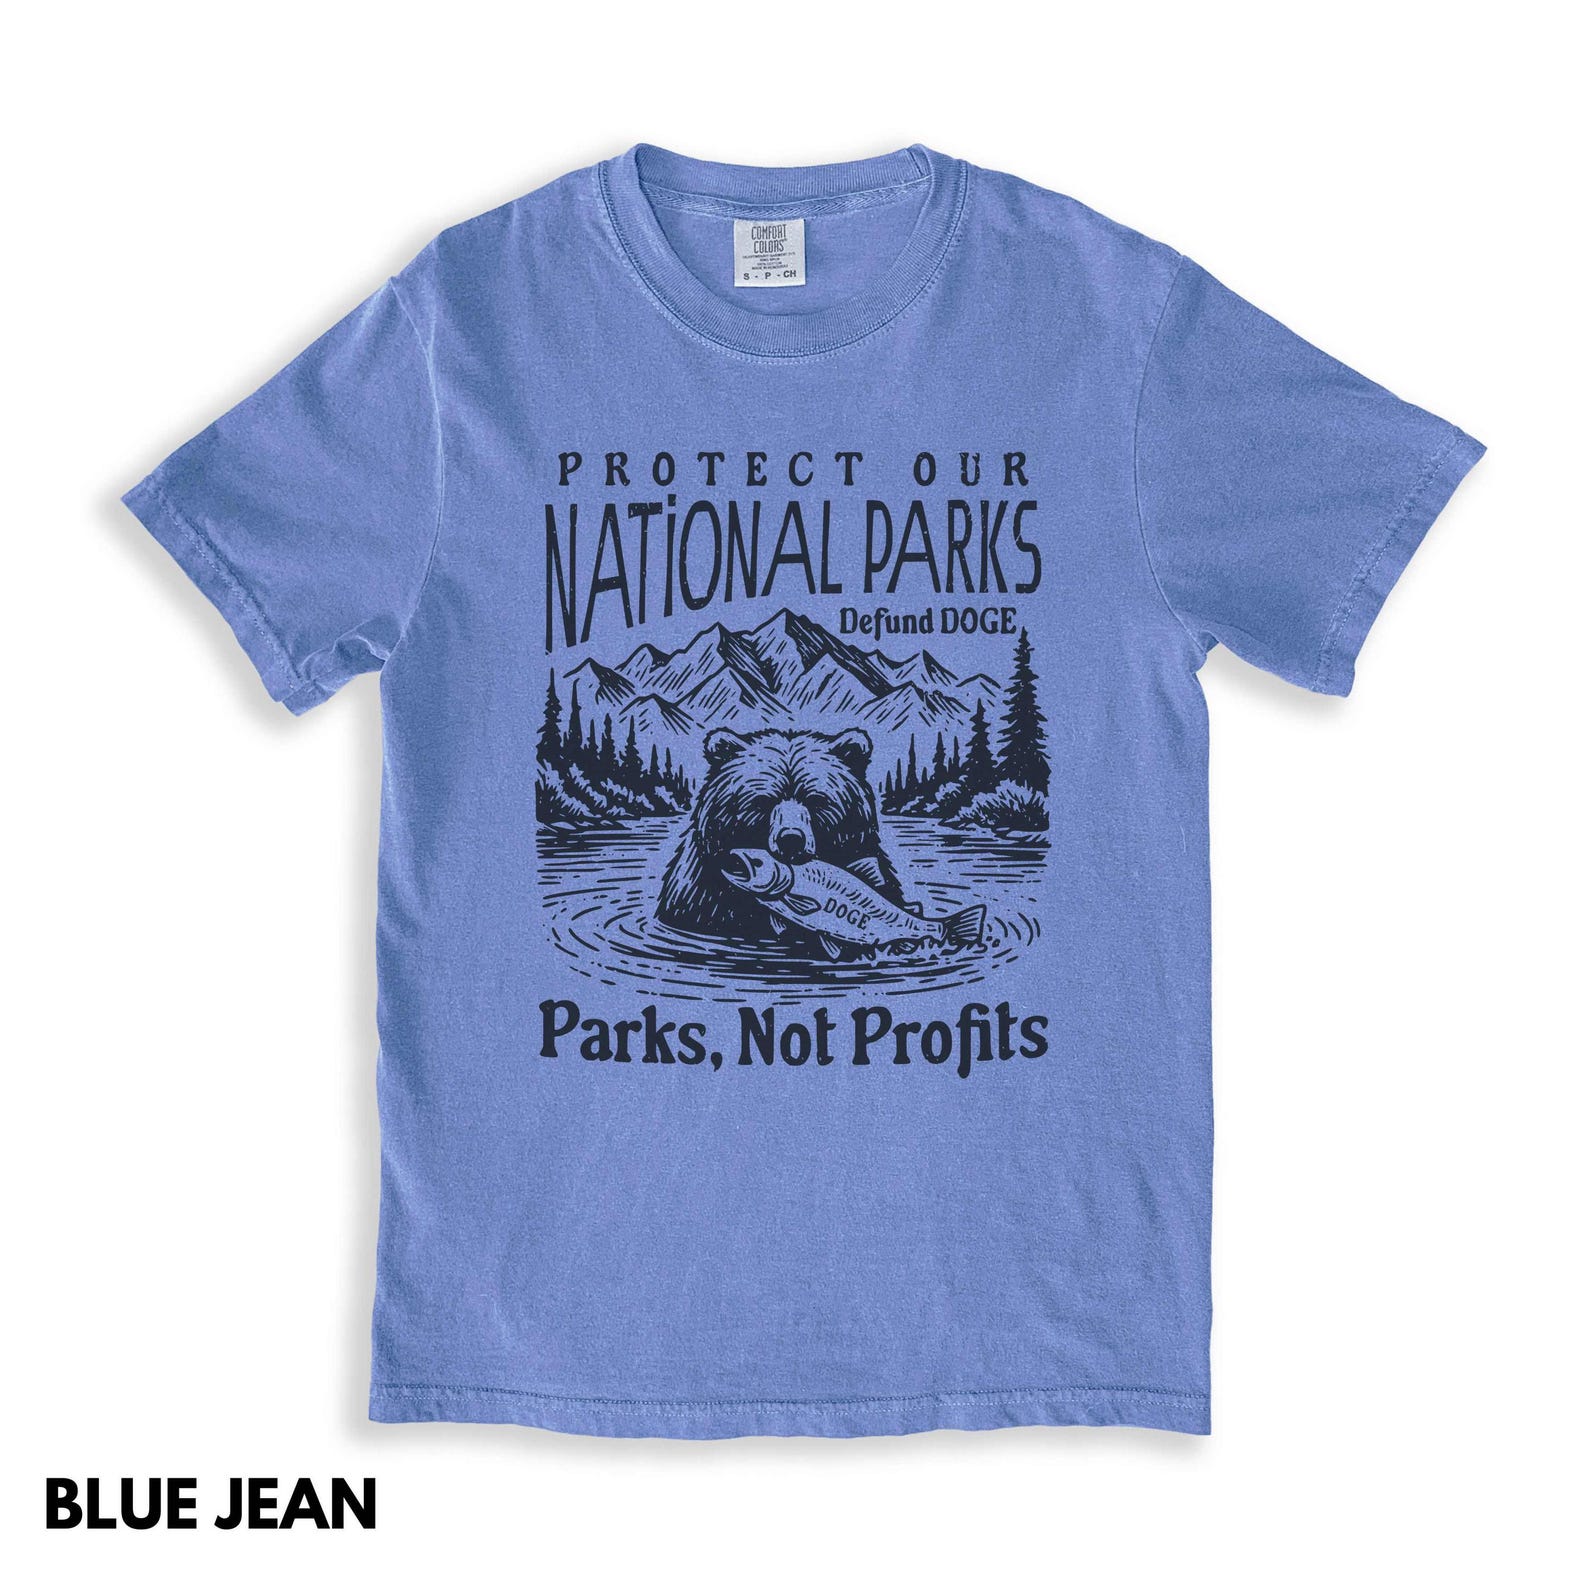 COMFORT
COLORS
S - P - CH
PROTECT OUR
NATiONAL PARKS
Defund DOGE
DOGE
Parks, Not Profits
BLUE JEAN